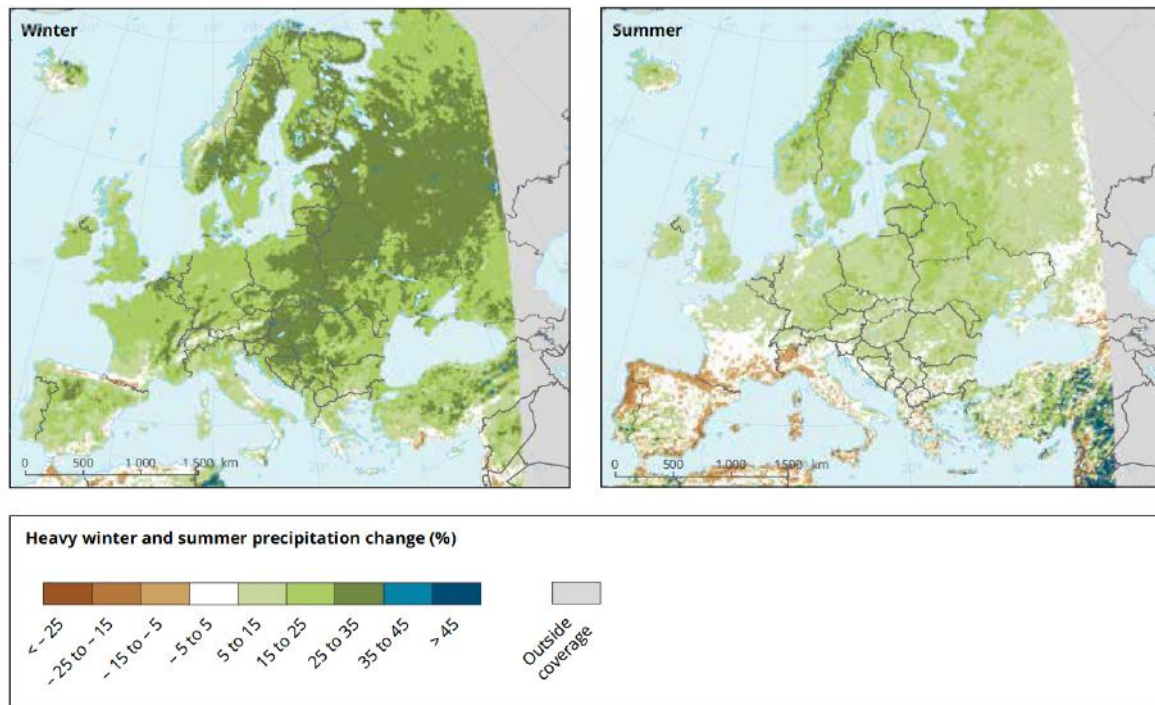 Winter
Summer
0 500 1 000 1 500 km
0 500 1 000 1 500 km
Heavy winter and summer precipitation change (%)
< – 25
– 25 to – 15
– 15 to – 5
– 5 to 5
5 to 15
15 to 25
25 to 35
35 to 45
> 45
Outside
coverage